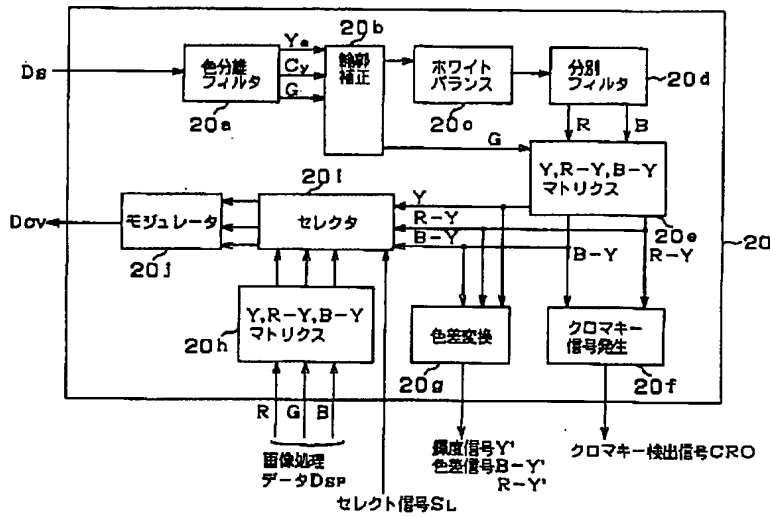 Ds
色分離
フィルタ
20a
Ye
Cy
G
20b
輪郭
補正
ホワイト
バランス
20c
分別
フィルタ
20d
R
B
G
Y,R-Y,B-Y
マトリクス
20e
20
Dcv
モジュレータ
20j
20i
セレクタ
Y
R-Y
B-Y
B-Y
R-Y
20h
Y,R-Y,B-Y
マトリクス
色差変換
20g
クロマキー
信号発生
20f
R
G
B
画像処理
データDSP
セレクト信号SL
輝度信号Y'
色差信号B-Y'
R-Y'
クロマキー検出信号CRO